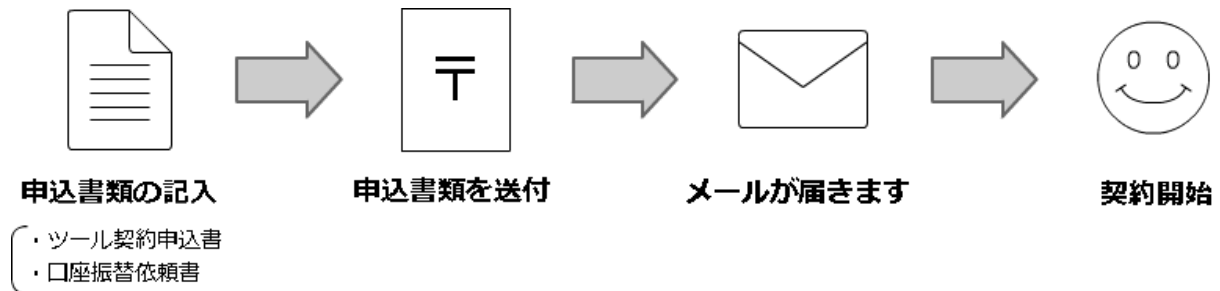 〒
申込書類の記入
申込書類を送付
メールが届きます
契約開始
・ツール契約申込書
・口座振替依頼書